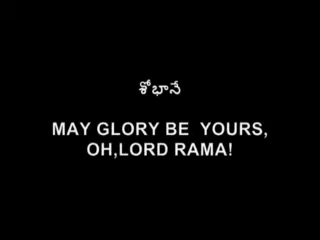 శోభానే
MAY GLORY BE  YOURS,
OH,LORD RAMA!